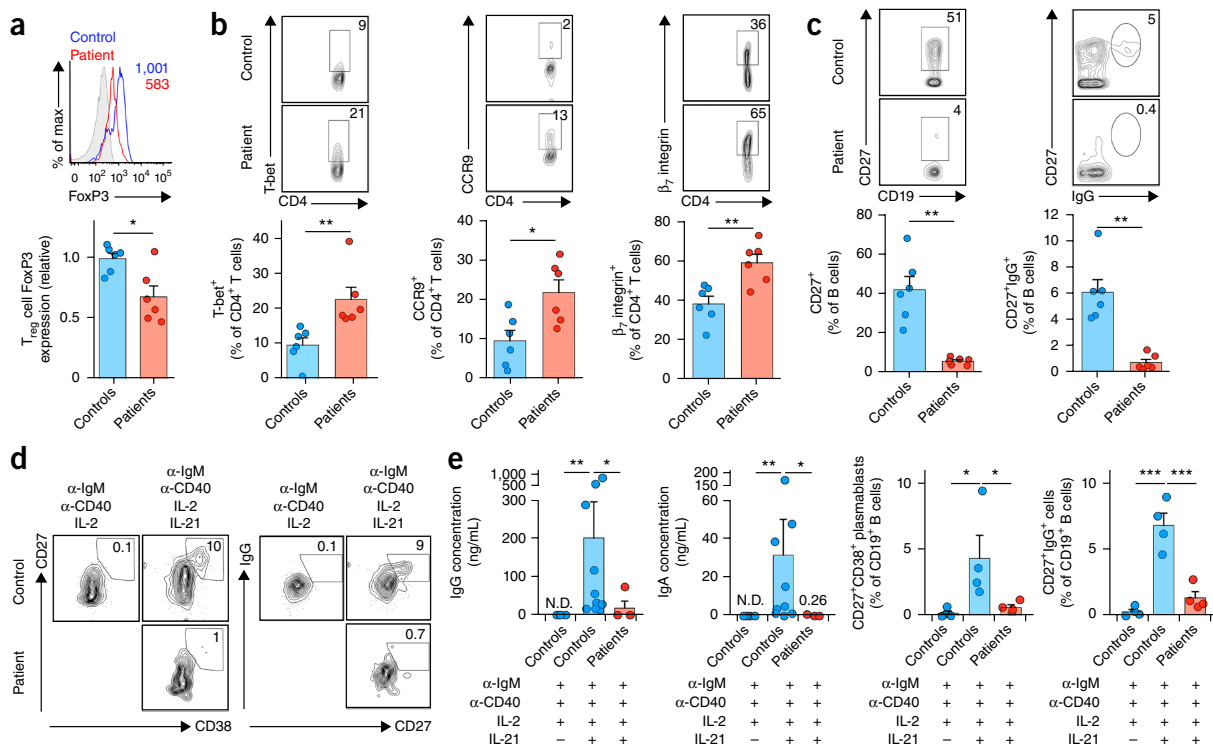 a
Control
Patient
1,001
583
% of max
0 10² 10³ 10⁴ 10⁵
FoxP3
*
T reg cell FoxP3
expression (relative)
1.0
0.5
0
Controls
Patients
b
Control
Patient
9
21
T-bet
CD4
2
13
CCR9
CD4
36
65
β₇ integrin
CD4
**
T-bet⁺
(% of CD4⁺ T cells)
50
40
30
20
10
0
Controls
Patients
*
CCR9⁺
(% of CD4⁺ T cells)
40
30
20
10
0
Controls
Patients
**
β₇ integrin⁺
(% of CD4⁺ T cells)
80
60
40
20
0
Controls
Patients
c
Control
Patient
51
4
CD27
CD19
5
0.4
CD27
IgG
**
CD27⁺
(% of B cells)
80
60
40
20
0
Controls
Patients
**
CD27⁺IgG⁺
(% of B cells)
12
10
8
6
4
2
0
Controls
Patients
d
α-IgM
α-CD40
IL-2
α-IgM
α-CD40
IL-2
IL-21
α-IgM
α-CD40
IL-2
α-IgM
α-CD40
IL-2
IL-21
Control
Patient
CD27
0.1
10
1
CD38
IgG
0.1
9
0.7
CD27
e
** *
IgG concentration
(ng/mL)
1,000
500
300
200
100
0
N.D.
Controls
Controls
Patients
** *
IgA concentration
(ng/mL)
200
150
60
40
20
0
N.D.
0.26
Controls
Controls
Patients
* *
CD27⁺CD38⁺ plasmablasts
(% of CD19⁺ B cells)
10
5
0
Controls
Controls
Patients
*** ***
CD27⁺IgG⁺ cells
(% of CD19⁺ B cells)
10
5
0
Controls
Controls
Patients
α-IgM + + +
α-CD40 + + +
IL-2 + + +
IL-21 − + +
α-IgM + + +
α-CD40 + + +
IL-2 + + +
IL-21 − + +
α-IgM + + +
α-CD40 + + +
IL-2 + + +
IL-21 − + +
α-IgM + + +
α-CD40 + + +
IL-2 + + +
IL-21 − + +